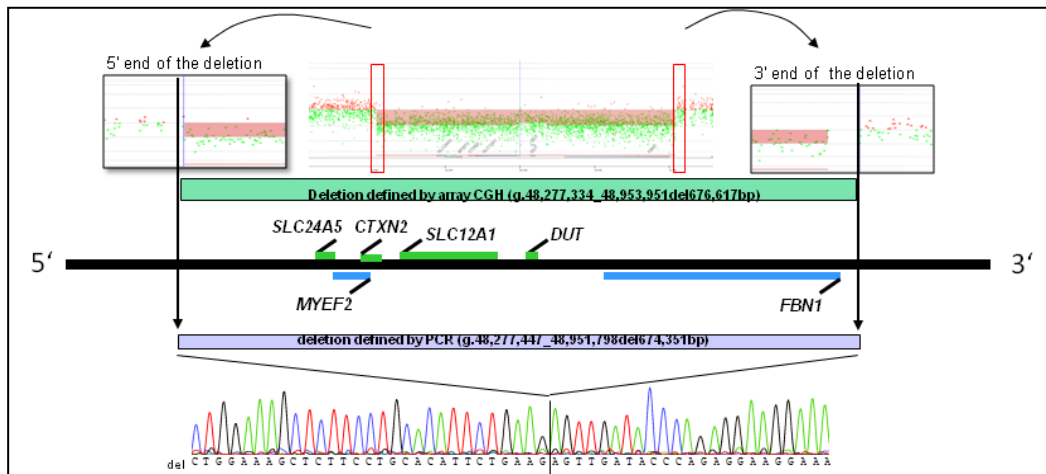 5' end of the deletion
3' end of the deletion
Deletion defined by array CGH (g.48,277,334_48,953,951del676,617bp)
SLC24A5 CTXN2 SLC12A1 DUT
5‘ 3‘
MYEF2 FBN1
deletion defined by PCR (g.48,277,447_48,951,798del674,351bp)
del CTGGAAAGCTCTTCCTGCACATTCTGAAGAGTTGATACCCAGAGGAAGGAAA